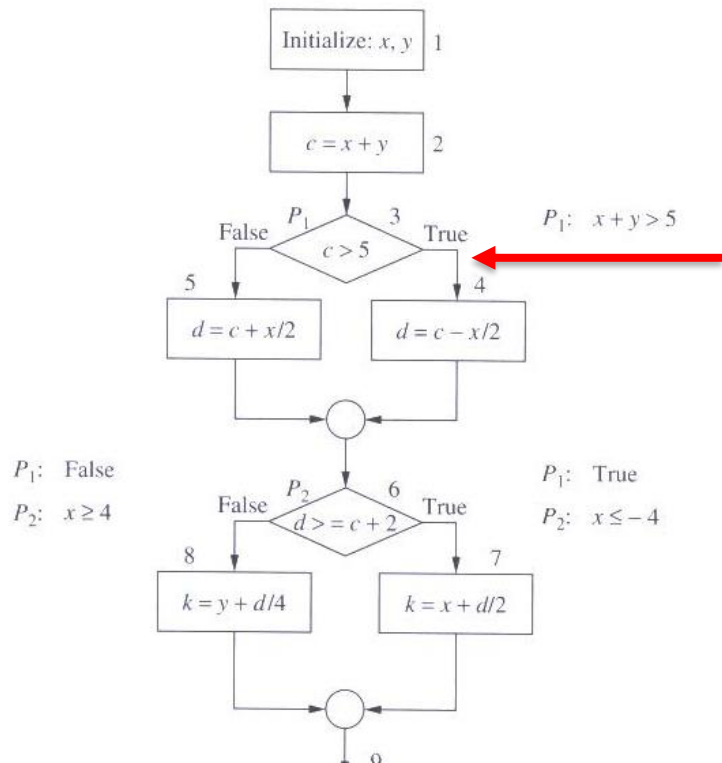 Initialize: x, y 1
c = x + y 2
P₁ 3
False c > 5 True
P₁: x + y > 5
5 4
d = c + x/2 d = c − x/2
P₁: False
P₂: x ≥ 4
P₂ 6
False d > = c + 2 True
P₁: True
P₂: x ≤ − 4
8 7
k = y + d/4 k = x + d/2
9